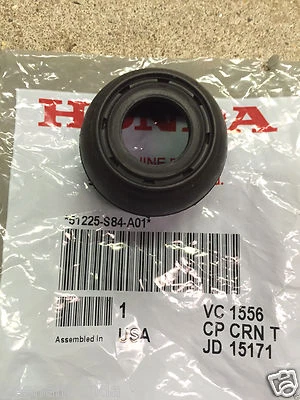 HONDA
*51225-S84-A01*
1
Assembled In USA
VC 1556
CP CRN T
JD 15171